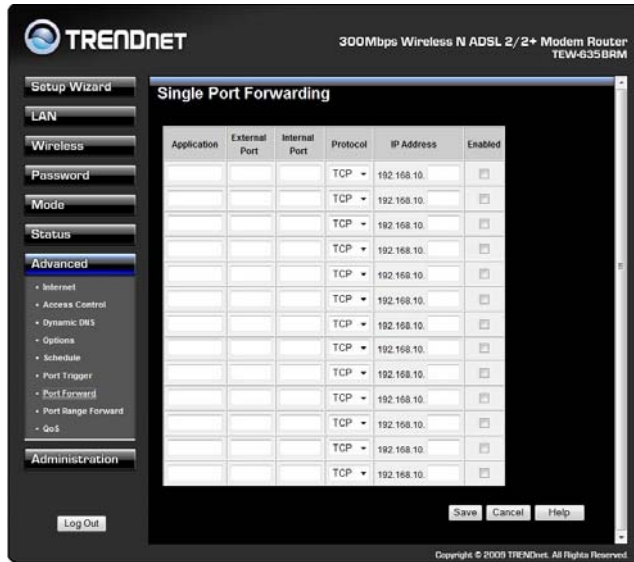 TRENDNET
300Mbps Wireless N ADSL 2/2+ Modem Router
TEW-635BRM
Setup Wizard
LAN
Wireless
Password
Mode
Status
Advanced
• Internet
• Access Control
• Dynamic DNS
• Options
• Schedule
• Port Trigger
• Port Forward
• Port Range Forward
• QoS
Administration
Log Out
Single Port Forwarding
Application External Port Internal Port Protocol IP Address Enabled
TCP 192.168.10.
TCP 192.168.10.
TCP 192.168.10.
TCP 192.168.10.
TCP 192.168.10.
TCP 192.168.10.
TCP 192.168.10.
TCP 192.168.10.
TCP 192.168.10.
TCP 192.168.10.
TCP 192.168.10.
TCP 192.168.10.
TCP 192.168.10.
Save Cancel Help
Copyright © 2009 TRENDnet. All Rights Reserved.